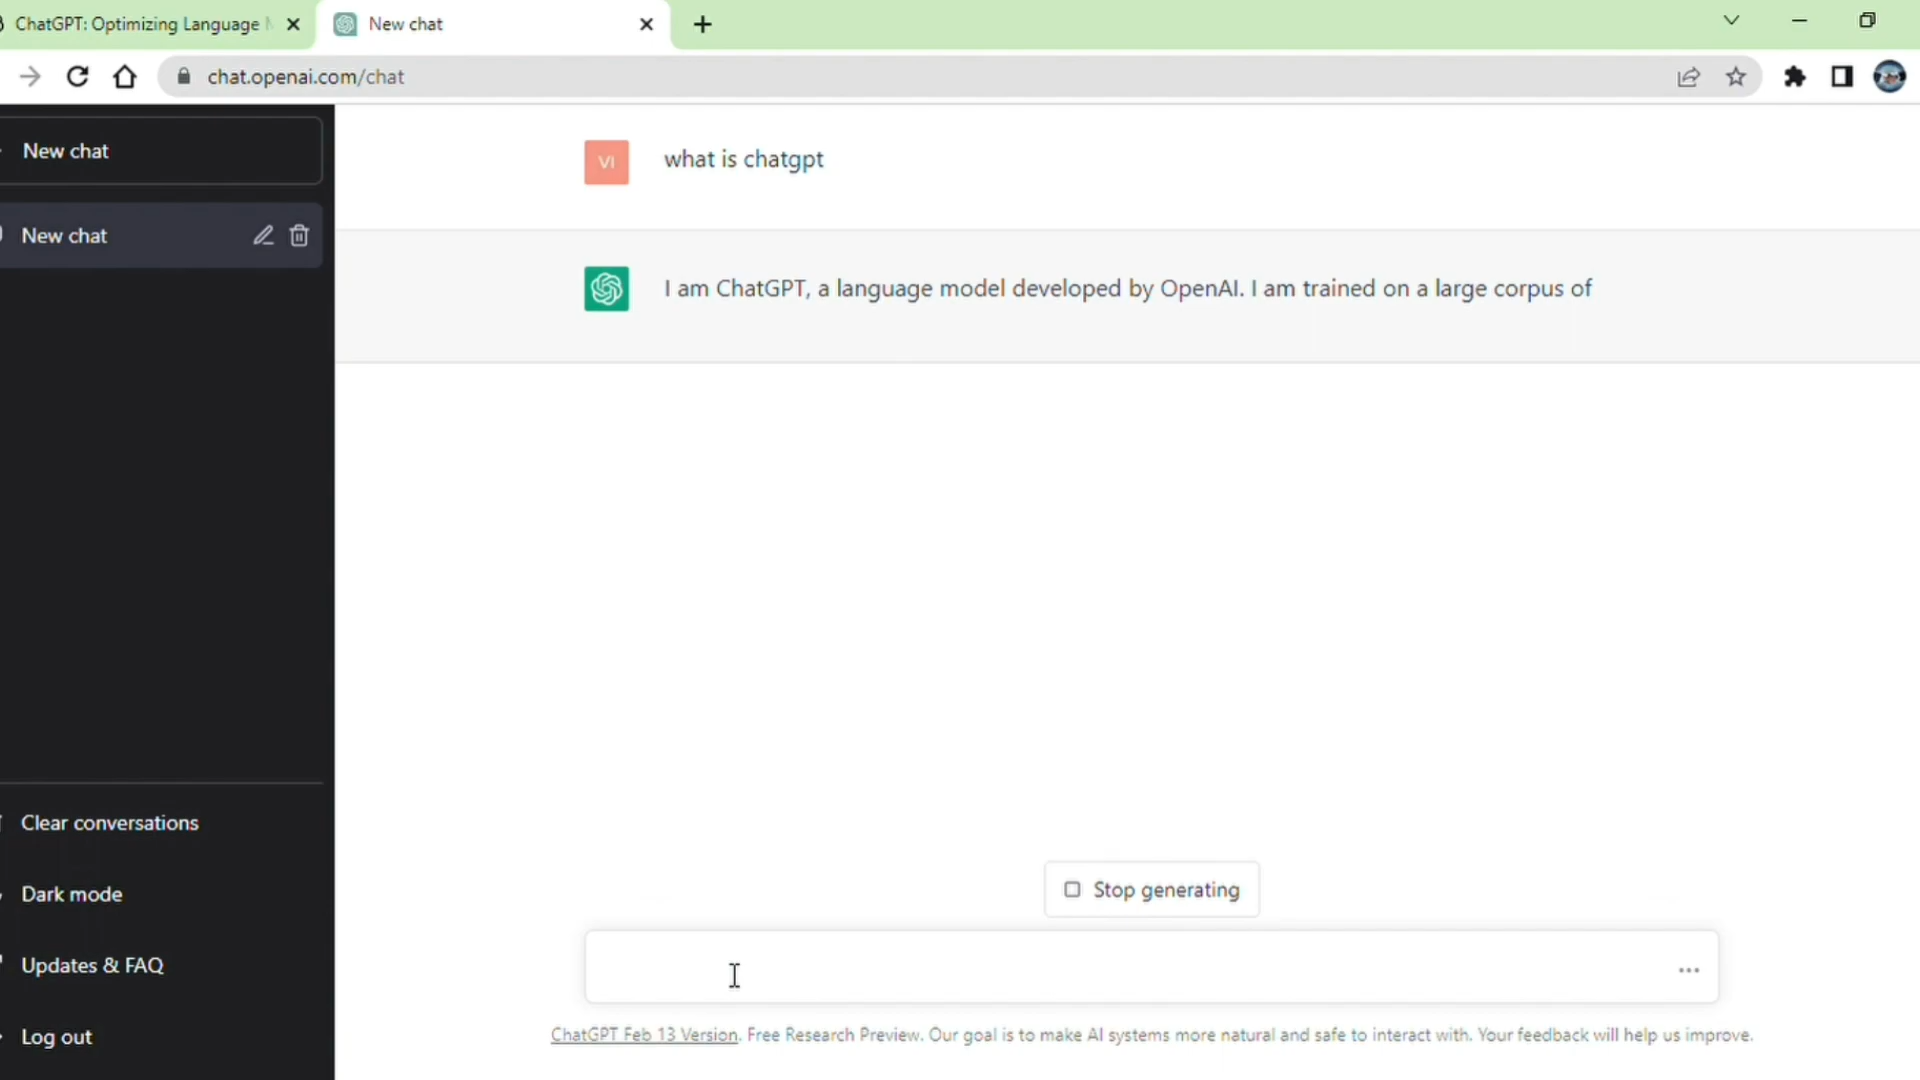 ChatGPT: Optimizing Language
New chat
chat.openai.com/chat
New chat
New chat
Clear conversations
Dark mode
Updates & FAQ
Log out
VI
what is chatgpt
I am ChatGPT, a language model developed by OpenAI. I am trained on a large corpus of
Stop generating
ChatGPT Feb 13 Version. Free Research Preview. Our goal is to make AI systems more natural and safe to interact with. Your feedback will help us improve.